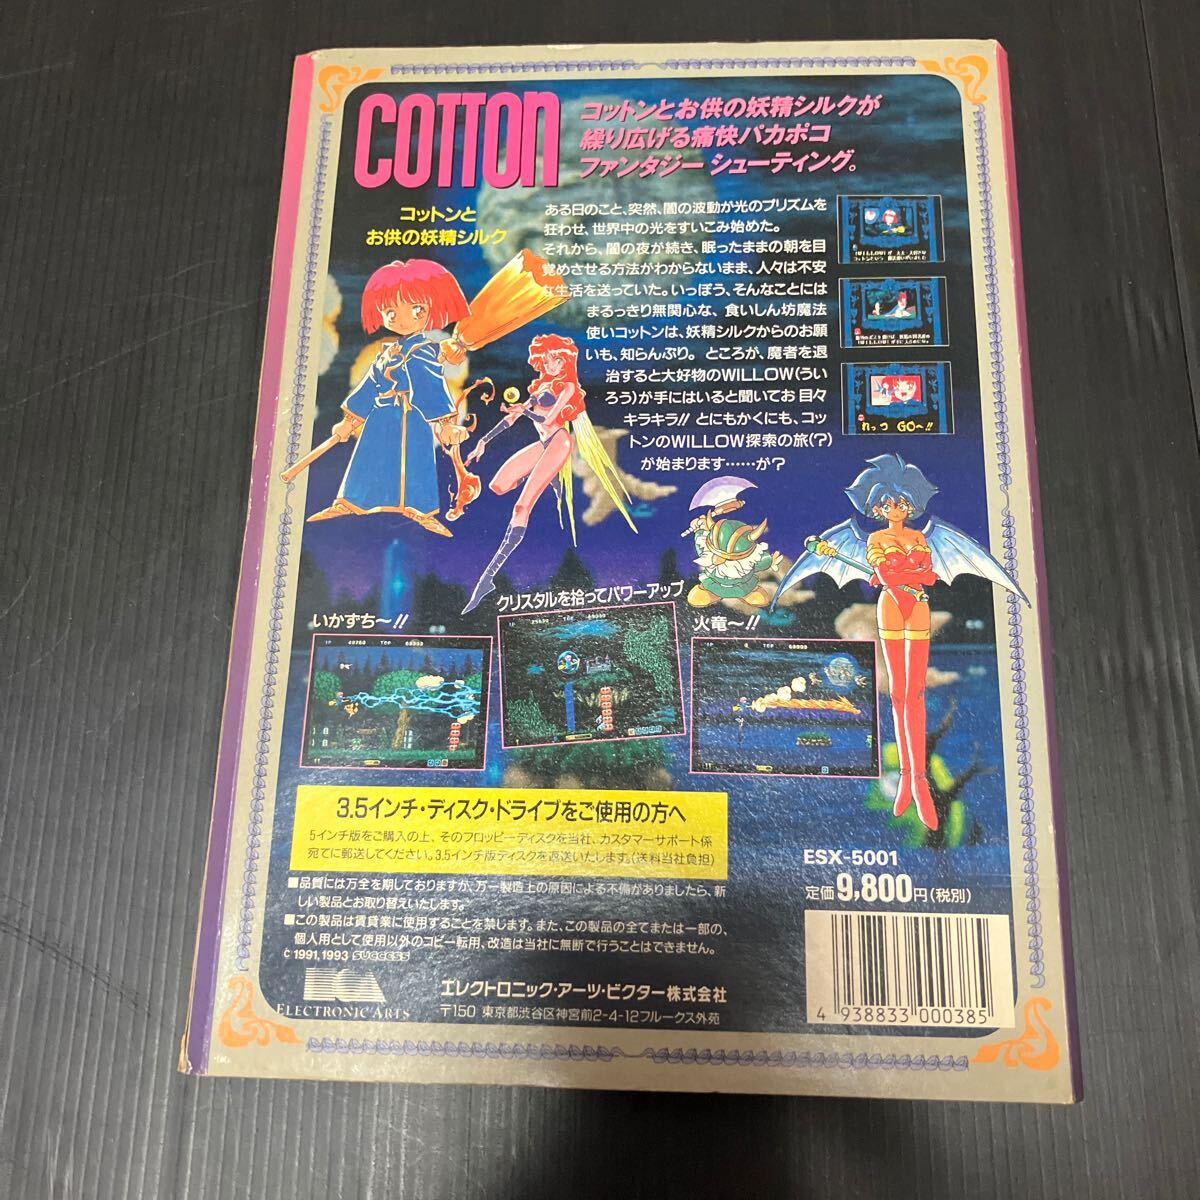 COTTON
コットンとお供の妖精シルクが
繰り広げる痛快パカポコ
ファンタジー シューティング。
コットンと
お供の妖精シルク
ある日のこと、突然、闇の波動が光のプリズムを
狂わせ、世界中の光をすいこみ始めた。
それから、闇の夜が続き、眠ったままの朝を目
覚めさせる方法がわからないまま、人々は不安
な生活を送っていた。いっぽう、そんなことには
まるっきり無関心な、食いしん坊魔法
使いコットンは、妖精シルクからのお願
いも、知らんぷり。ところが、魔者を退
治すると大好物のWILLOW(うい
ろう)が手にはいると聞いてお目々
キラキラ!! とにもかくにも、コッ
トンのWILLOW探索の旅(?)
が始まります……が?
れっつ GO〜!!
クリスタルを拾ってパワーアップ
いかずち〜!!
火竜〜!!
3.5インチ・ディスク・ドライブをご使用の方へ
5インチ版をご購入の上、そのフロッピーディスクを当社、カスタマーサポート係
宛てに郵送してください。3.5インチ版ディスクを返送いたします。(送料当社負担)
■品質には万全を期しておりますが、万一製造上の原因による不備がありましたら、新
しい製品とお取り替えいたします。
■この製品は賃貸業に使用することを禁じます。また、この製品の全てまたは一部の、
個人用として使用以外のコピー転用、改造は当社に無断で行うことはできません。
© 1991,1993 SUCCESS
ELECTRONIC ARTS
エレクトロニック・アーツ・ビクター株式会社
〒150 東京都渋谷区神宮前2-4-12フルークス外苑
ESX-5001
定価9,800円(税別)
4 938833 000385